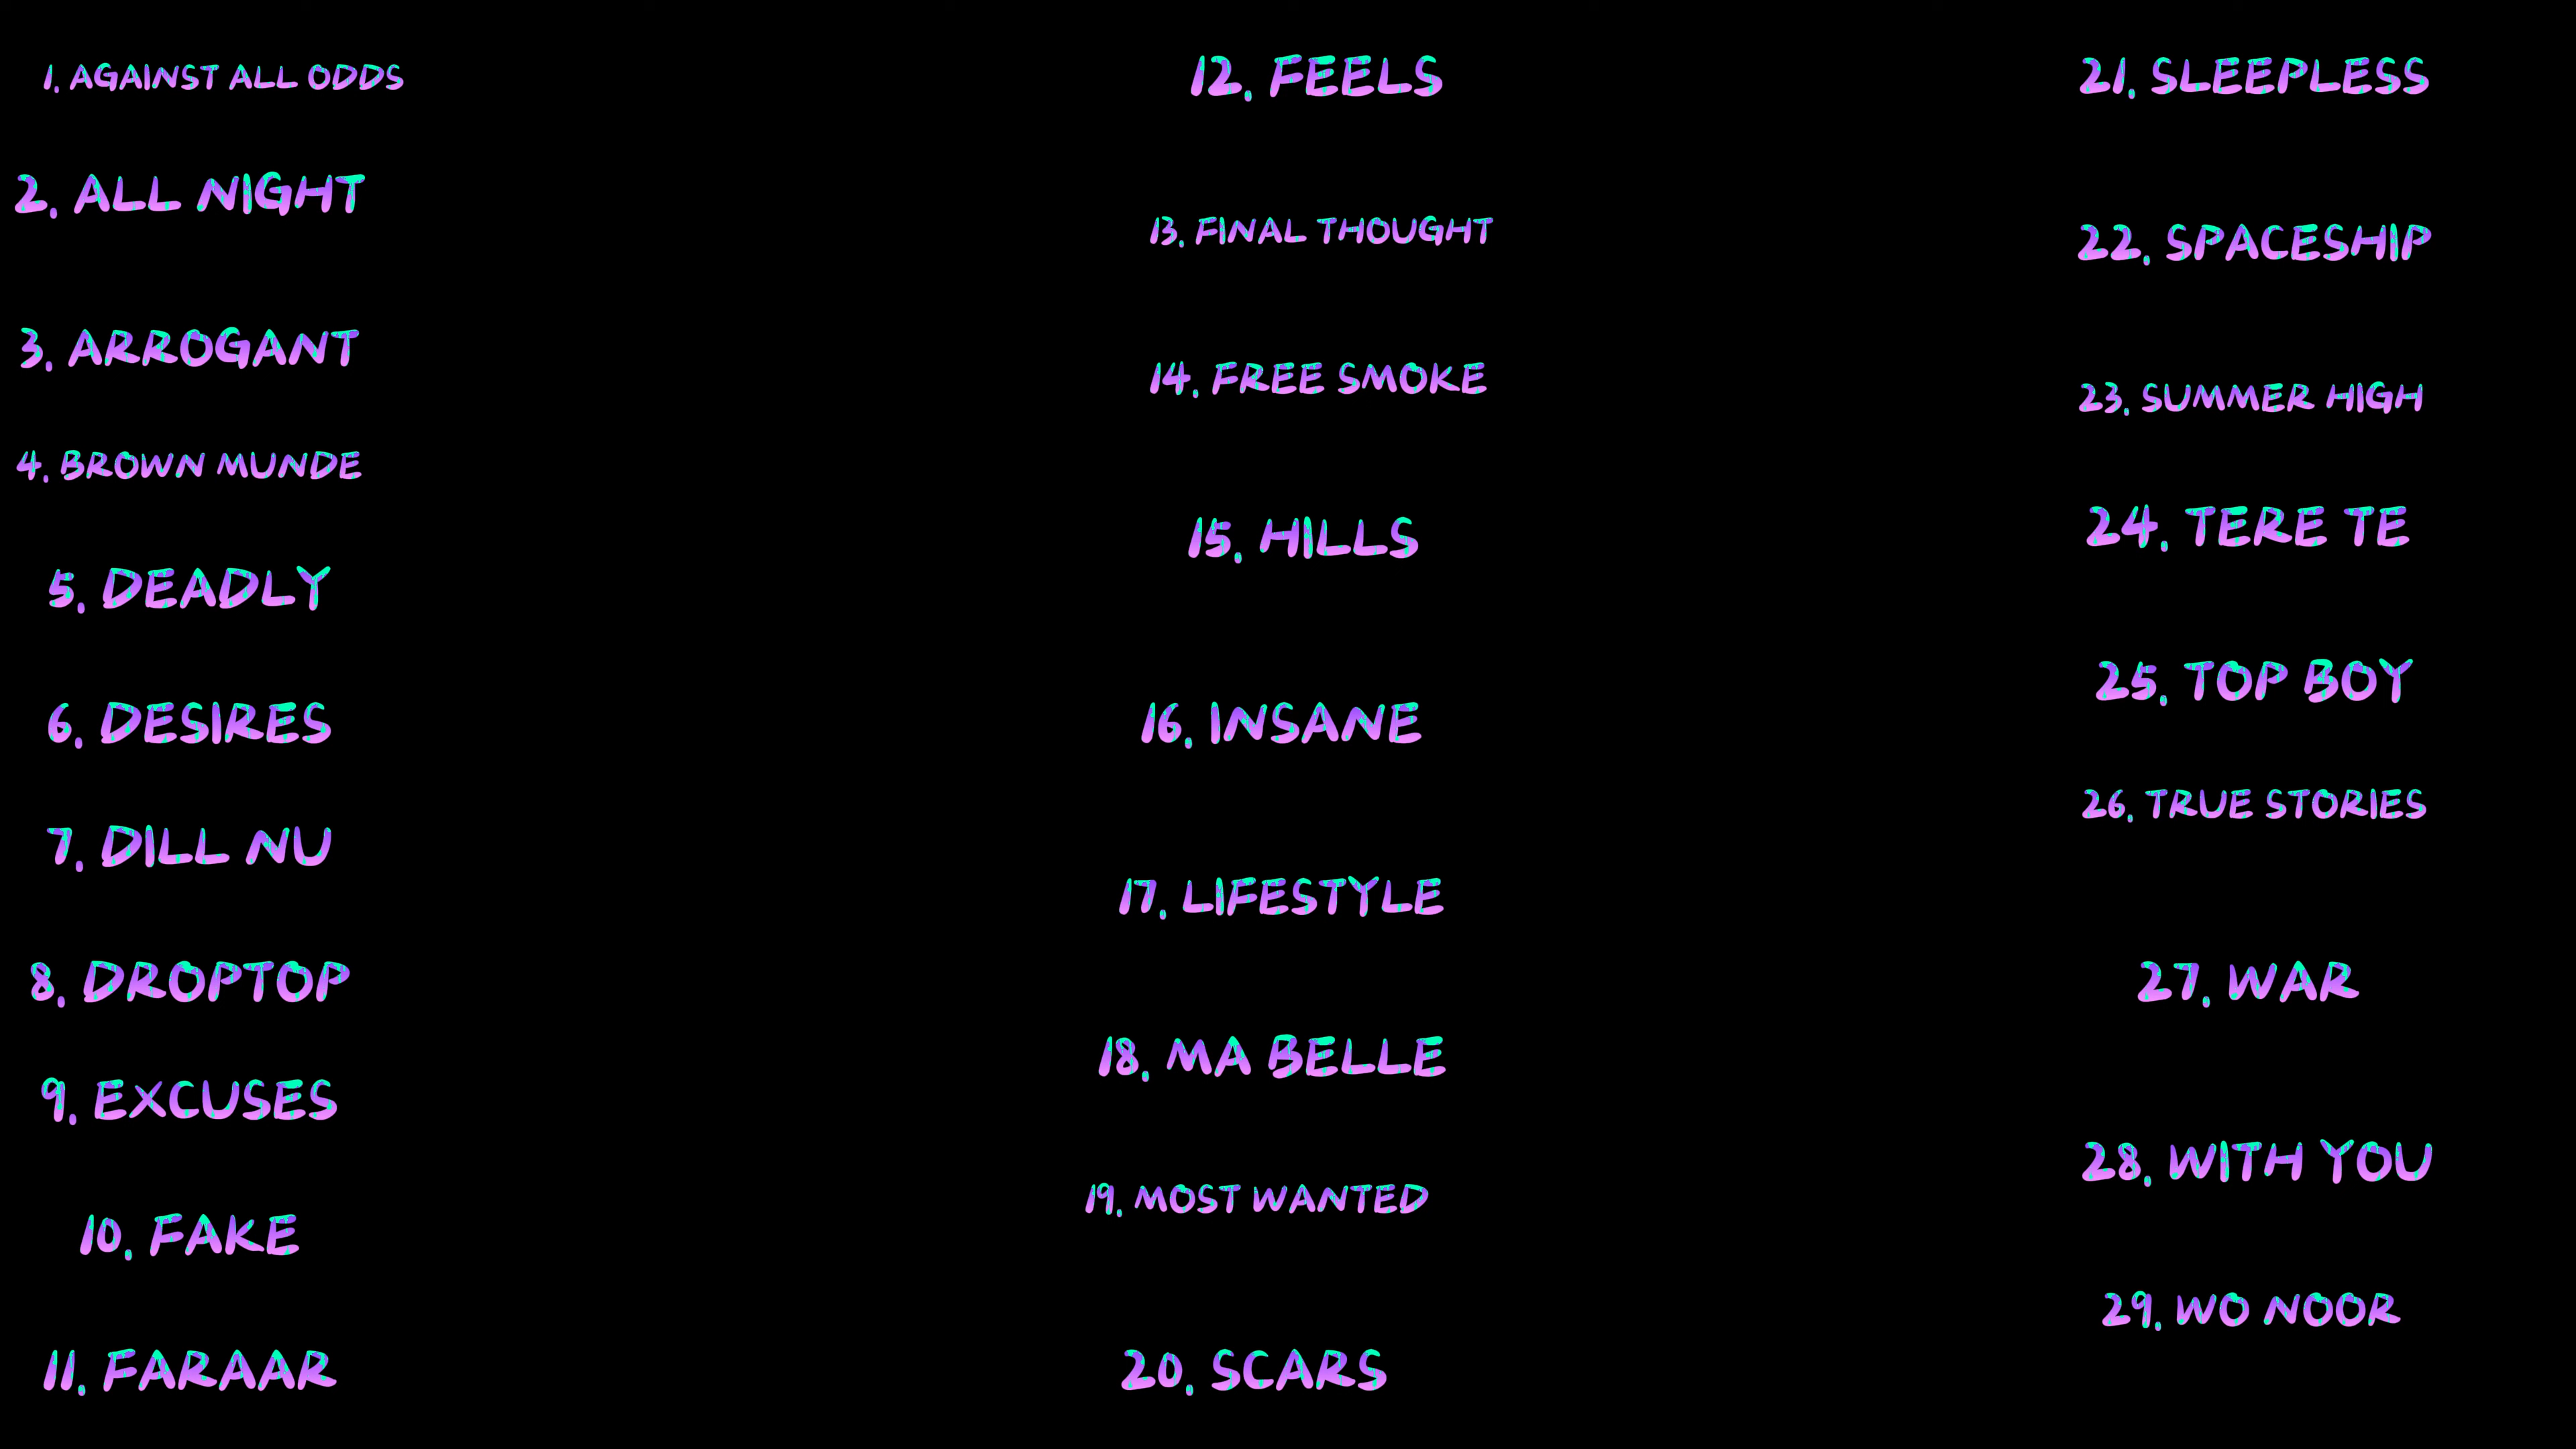 1. AGAINST ALL ODDS
2. ALL NIGHT
3. ARROGANT
4. BROWN MUNDE
5. DEADLY
6. DESIRES
7. DILL NU
8. DROPTOP
9. EXCUSES
10. FAKE
11. FARAAR
12. FEELS
13. FINAL THOUGHT
14. FREE SMOKE
15. HILLS
16. INSANE
17. LIFESTYLE
18. MA BELLE
19. MOST WANTED
20. SCARS
21. SLEEPLESS
22. SPACESHIP
23. SUMMER HIGH
24. TERE TE
25. TOP BOY
26. TRUE STORIES
27. WAR
28. WITH YOU
29. WO NOOR